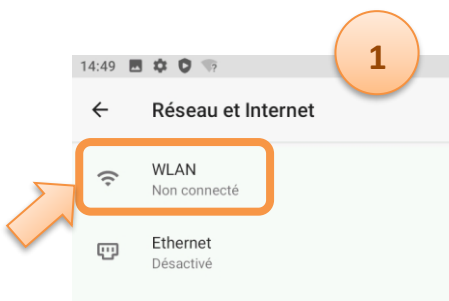 1
14:49
Réseau et Internet
WLAN
Non connecté
Ethernet
Désactivé